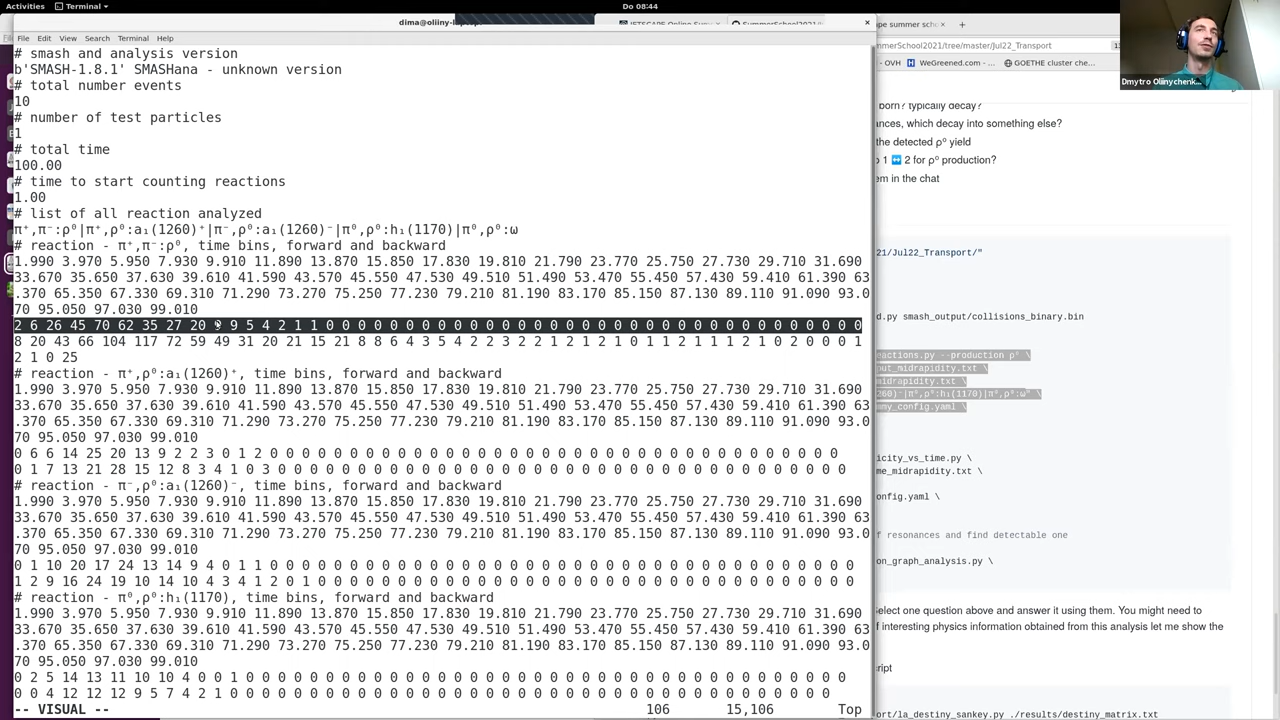 Activities Terminal Do 08:44
dima@oliiny-laptop
File Edit View Search Terminal Help
# smash and analysis version
b'SMASH-1.8.1' SMASHana - unknown version
# total number events
10
# number of test particles
1
# total time
100.00
# time to start counting reactions
1.00
# list of all reaction analyzed
π⁺,π⁻:ρ⁰|π⁺,ρ⁰:a₁(1260)⁺|π⁻,ρ⁰:a₁(1260)⁻|π⁰,ρ⁰:h₁(1170)|π⁰,ρ⁰:ω
# reaction - π⁺,π⁻:ρ⁰, time bins, forward and backward
1.990 3.970 5.950 7.930 9.910 11.890 13.870 15.850 17.830 19.810 21.790 23.770 25.750 27.730 29.710 31.690
33.670 35.650 37.630 39.610 41.590 43.570 45.550 47.530 49.510 51.490 53.470 55.450 57.430 59.410 61.390 63
.370 65.350 67.330 69.310 71.290 73.270 75.250 77.230 79.210 81.190 83.170 85.150 87.130 89.110 91.090 93.0
70 95.050 97.030 99.010
2 6 26 45 70 62 35 27 20 9 9 5 4 2 1 1 0 0 0 0 0 0 0 0 0 0 0 0 0 0 0 0 0 0 0 0 0 0 0 0 0 0 0 0 0 0 0 0 0 0
8 20 43 66 104 117 72 59 49 31 20 21 15 21 8 8 6 4 3 5 4 2 2 3 2 2 1 2 1 2 1 0 1 1 2 1 1 1 2 1 0 2 0 0 0 1
2 1 0 25
# reaction - π⁺,ρ⁰:a₁(1260)⁺, time bins, forward and backward
1.990 3.970 5.950 7.930 9.910 11.890 13.870 15.850 17.830 19.810 21.790 23.770 25.750 27.730 29.710 31.690
33.670 35.650 37.630 39.610 41.590 43.570 45.550 47.530 49.510 51.490 53.470 55.450 57.430 59.410 61.390 63
.370 65.350 67.330 69.310 71.290 73.270 75.250 77.230 79.210 81.190 83.170 85.150 87.130 89.110 91.090 93.0
70 95.050 97.030 99.010
0 6 6 14 25 20 13 9 2 2 3 0 1 2 0 0 0 0 0 0 0 0 0 0 0 0 0 0 0 0 0 0 0 0 0 0 0 0 0 0 0 0 0 0 0 0 0 0 0 0
0 1 7 13 21 28 15 12 8 3 4 1 0 3 0 0 0 0 0 0 0 0 0 0 0 0 0 0 0 0 0 0 0 0 0 0 0 0 0 0 0 0 0 0 0 0 0 0 0 0
# reaction - π⁻,ρ⁰:a₁(1260)⁻, time bins, forward and backward
1.990 3.970 5.950 7.930 9.910 11.890 13.870 15.850 17.830 19.810 21.790 23.770 25.750 27.730 29.710 31.690
33.670 35.650 37.630 39.610 41.590 43.570 45.550 47.530 49.510 51.490 53.470 55.450 57.430 59.410 61.390 63
.370 65.350 67.330 69.310 71.290 73.270 75.250 77.230 79.210 81.190 83.170 85.150 87.130 89.110 91.090 93.0
70 95.050 97.030 99.010
0 1 10 20 17 24 13 14 8 4 0 1 1 0 0 0 0 0 0 0 0 0 0 0 0 0 0 0 0 0 0 0 0 0 0 0 0 0 0 0 0 0 0 0 0 0 0 0 0 0
1 2 9 16 24 19 10 14 10 4 3 4 1 2 0 1 0 0 0 0 0 0 0 0 0 0 0 0 0 0 0 0 0 0 0 0 0 0 0 0 0 0 0 0 0 0 0 0 0 0
# reaction - π⁰,ρ⁰:h₁(1170), time bins, forward and backward
1.990 3.970 5.950 7.930 9.910 11.890 13.870 15.850 17.830 19.810 21.790 23.770 25.750 27.730 29.710 31.690
33.670 35.650 37.630 39.610 41.590 43.570 45.550 47.530 49.510 51.490 53.470 55.450 57.430 59.410 61.390 63
.370 65.350 67.330 69.310 71.290 73.270 75.250 77.230 79.210 81.190 83.170 85.150 87.130 89.110 91.090 93.0
70 95.050 97.030 99.010
0 2 5 14 13 11 10 10 0 0 1 0 0 0 0 0 0 0 0 0 0 0 0 0 0 0 0 0 0 0 0 0 0 0 0 0 0 0 0 0 0 0 0 0 0 0 0 0
0 0 4 12 12 12 9 5 7 4 2 1 0 0 0 0 0 0 0 0 0 0 0 0 0 0 0 0 0 0 0 0 0 0 0 0 0 0 0 0 0 0 0 0 0 0 0 0 0 0
-- VISUAL -- 106 15,106 Top
ape summer sc
mmerSchool2021/tree/master/Jul22_Transport
- OVH WeGreened.com GOETHE cluster che
Dmytro Oliinychenk...
born? typically decay?
ances, which decay into something else?
the detected ρ⁰ yield
1 ↔ 2 for ρ⁰ production?
em in the chat
21/Jul22_Transport/"
d.py smash_output/collisions_binary.bin
eactions.py --production ρ⁰ \
put_midrapidity.txt \
midrapidity.txt \
260)⁻|π⁰,ρ⁰:h₁(1170)|π⁰,ρ⁰:ω" \
mmy_config.yaml \
icity_vs_time.py \
me_midrapidity.txt \
onfig.yaml \
f resonances and find detectable one
on_graph_analysis.py \
Select one question above and answer it using them. You might need to
f interesting physics information obtained from this analysis let me show the
cript
ort/la_destiny_sankey.py ./results/destiny_matrix.txt